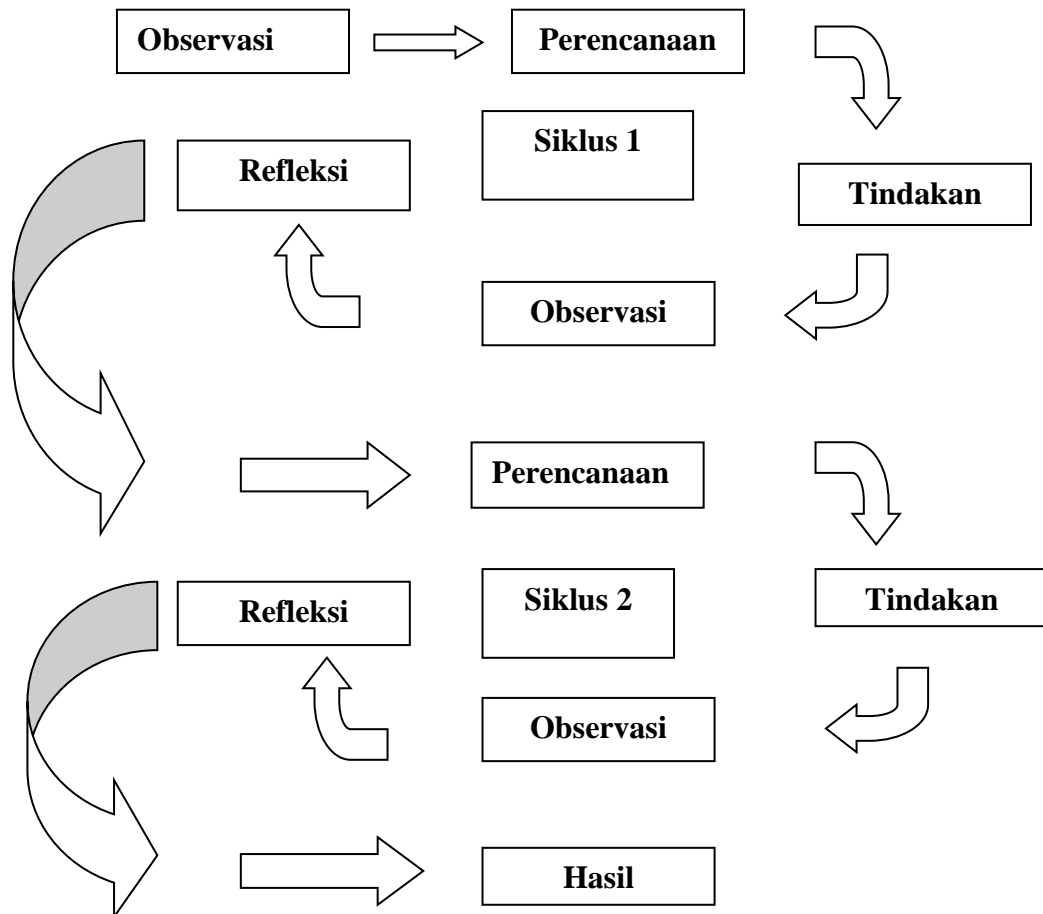 Observasi
Perencanaan
Siklus 1
Refleksi
Tindakan
Observasi
Perencanaan
Refleksi
Siklus 2
Tindakan
Observasi
Hasil